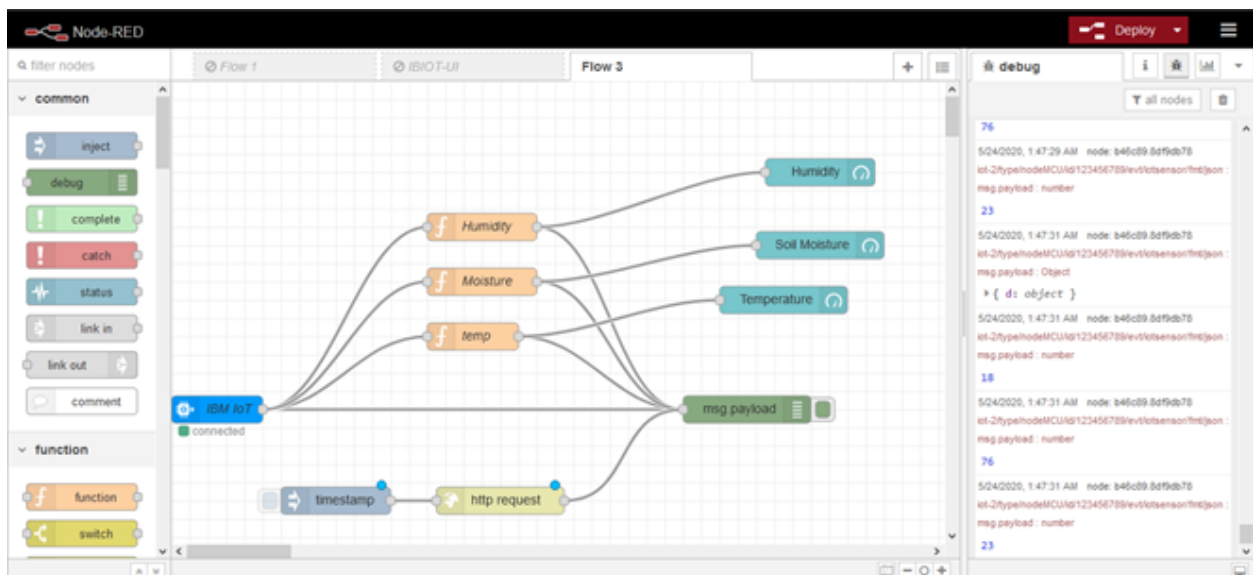 Node-RED
Deploy
filter nodes
Flow 1
IBIOT-UI
Flow 3
debug
i
all nodes
common
inject
debug
complete
catch
status
link in
link out
comment
function
function
switch
Humidity
Moisture
temp
Humidity
Soil Moisture
Temperature
IBM IoT
connected
msg.payload
timestamp
http request
76
5/24/2020, 1:47:29 AM node: b46c89.8df9db78
iot-2/type/nodeMCU/id/123456789/evt/iotsensor/fmt/json :
msg.payload : number
23
5/24/2020, 1:47:31 AM node: b46c89.8df9db78
iot-2/type/nodeMCU/id/123456789/evt/iotsensor/fmt/json :
msg.payload : Object
{ d: object }
5/24/2020, 1:47:31 AM node: b46c89.8df9db78
iot-2/type/nodeMCU/id/123456789/evt/iotsensor/fmt/json :
msg.payload : number
18
5/24/2020, 1:47:31 AM node: b46c89.8df9db78
iot-2/type/nodeMCU/id/123456789/evt/iotsensor/fmt/json :
msg.payload : number
76
5/24/2020, 1:47:31 AM node: b46c89.8df9db78
iot-2/type/nodeMCU/id/123456789/evt/iotsensor/fmt/json :
msg.payload : number
23